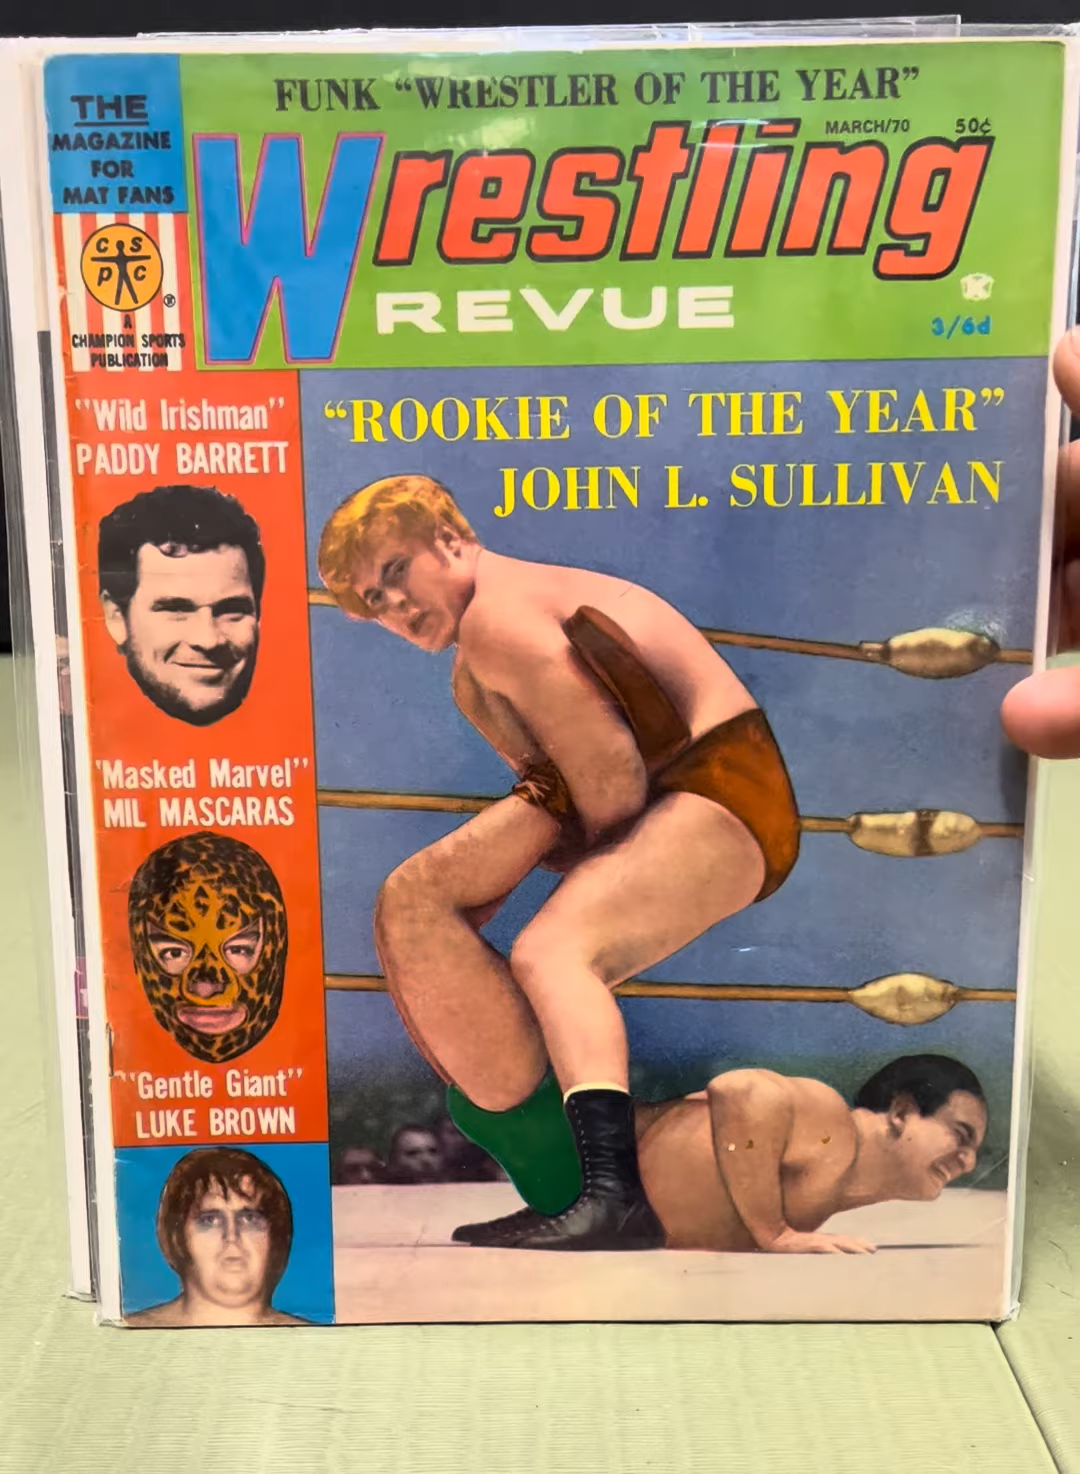 FUNK “WRESTLER OF THE YEAR”
THE
MAGAZINE
FOR
MAT FANS
MARCH/70 50¢
Wrestling
REVUE
3/6d
C S
P C
®
A
CHAMPION SPORTS
PUBLICATION
"Wild Irishman"
PADDY BARRETT
“ROOKIE OF THE YEAR”
JOHN L. SULLIVAN
'Masked Marvel"
MIL MASCARAS
"Gentle Giant"
LUKE BROWN